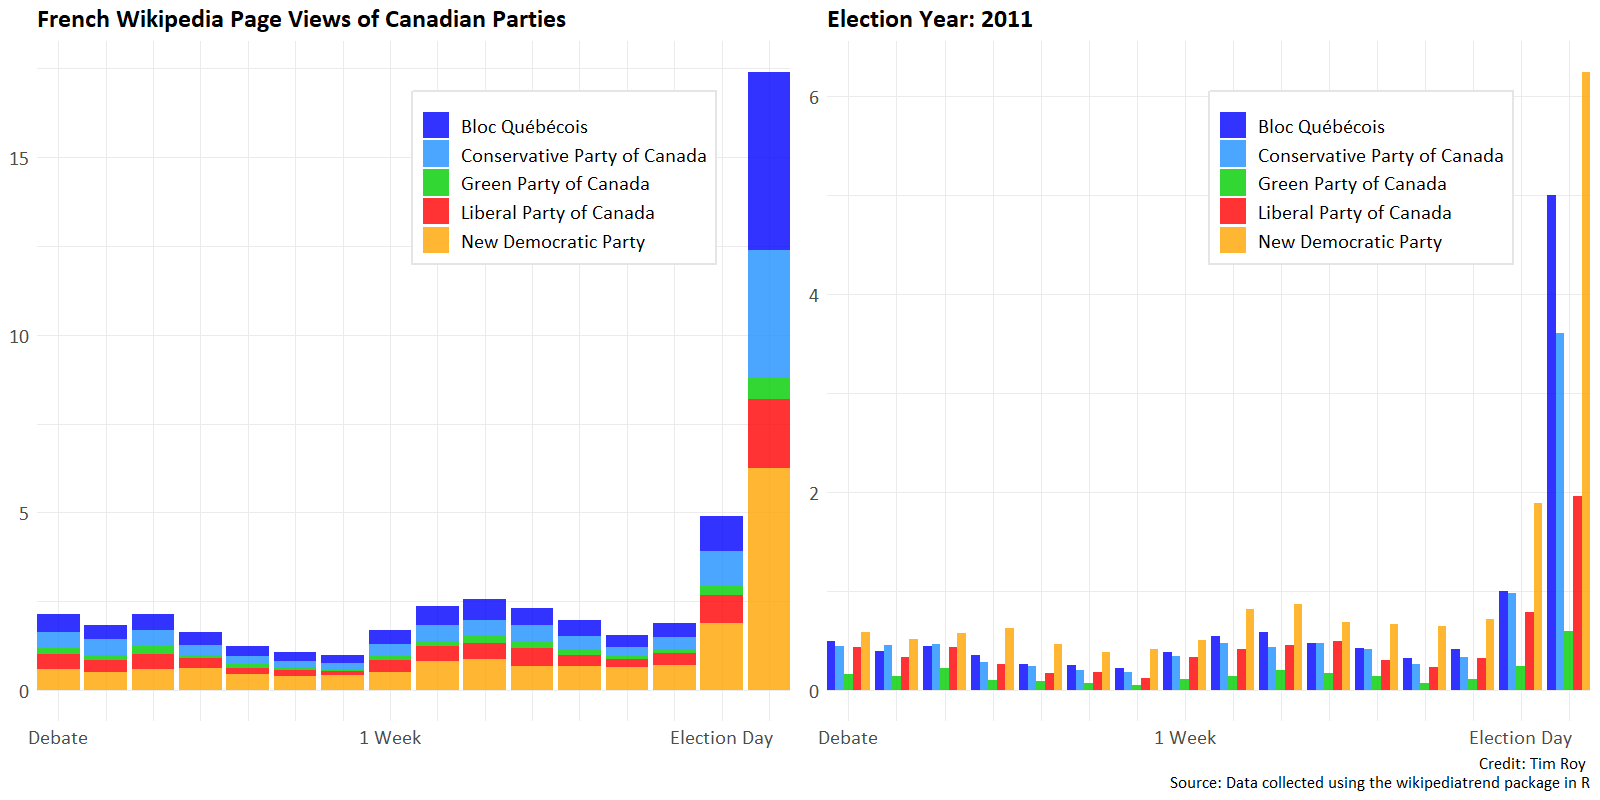 French Wikipedia Page Views of Canadian Parties
15
10
5
0
Bloc Québécois
Conservative Party of Canada
Green Party of Canada
Liberal Party of Canada
New Democratic Party
Debate
1 Week
Election Day
Election Year: 2011
6
4
2
0
Bloc Québécois
Conservative Party of Canada
Green Party of Canada
Liberal Party of Canada
New Democratic Party
Debate
1 Week
Election Day
Credit: Tim Roy
Source: Data collected using the wikipediatrend package in R